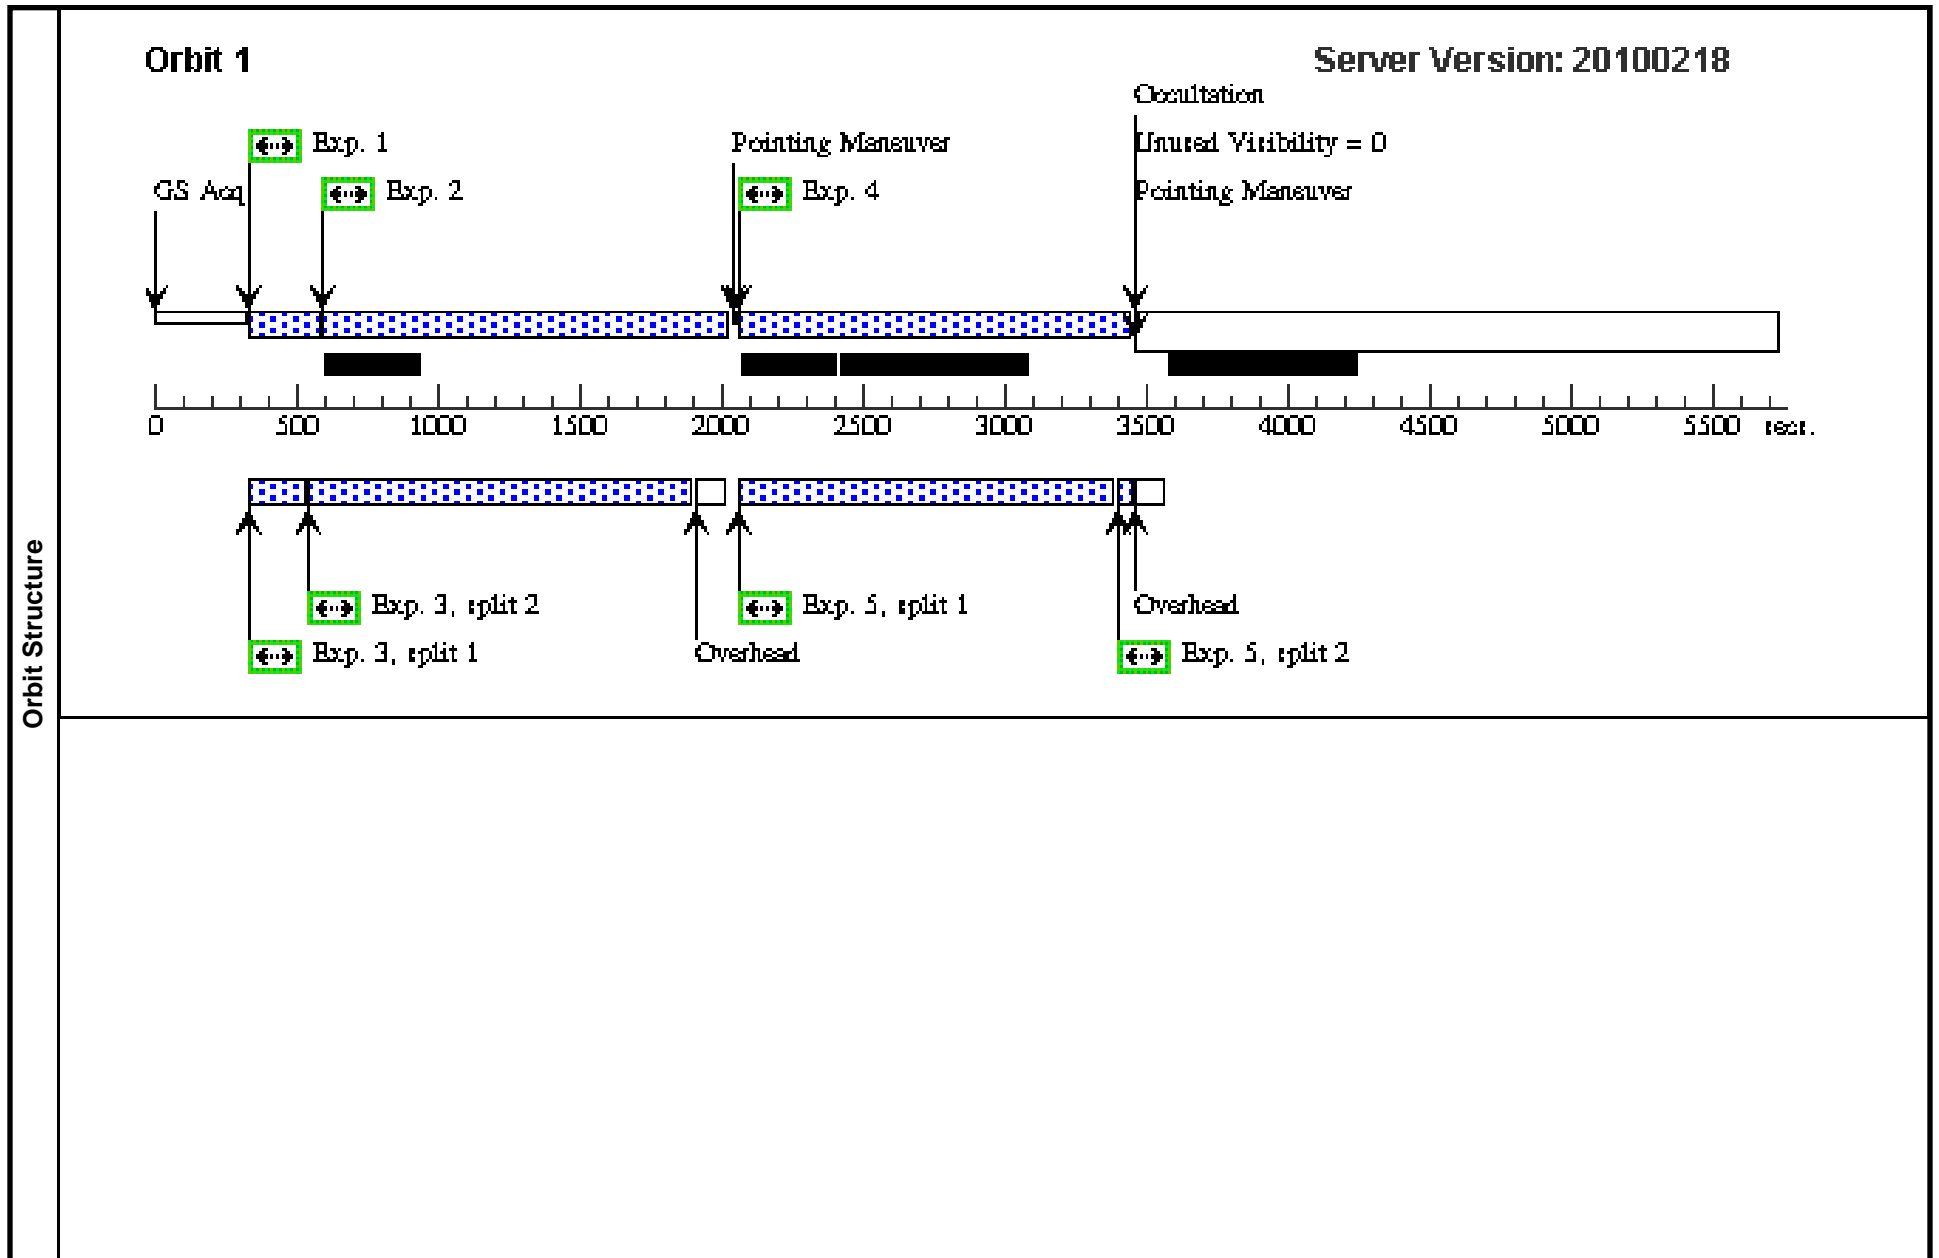 Orbit 1
Server Version: 20100218
Occultation
Exp. 1
Pointing Maneuver
Unused Visibility = 0
GS Acq
Exp. 2
Exp. 4
Pointing Maneuver
0 500 1000 1500 2000 2500 3000 3500 4000 4500 5000 5500 secs.
Exp. 3, split 2
Exp. 5, split 1
Overhead
Exp. 3, split 1
Overhead
Exp. 5, split 2
Orbit Structure